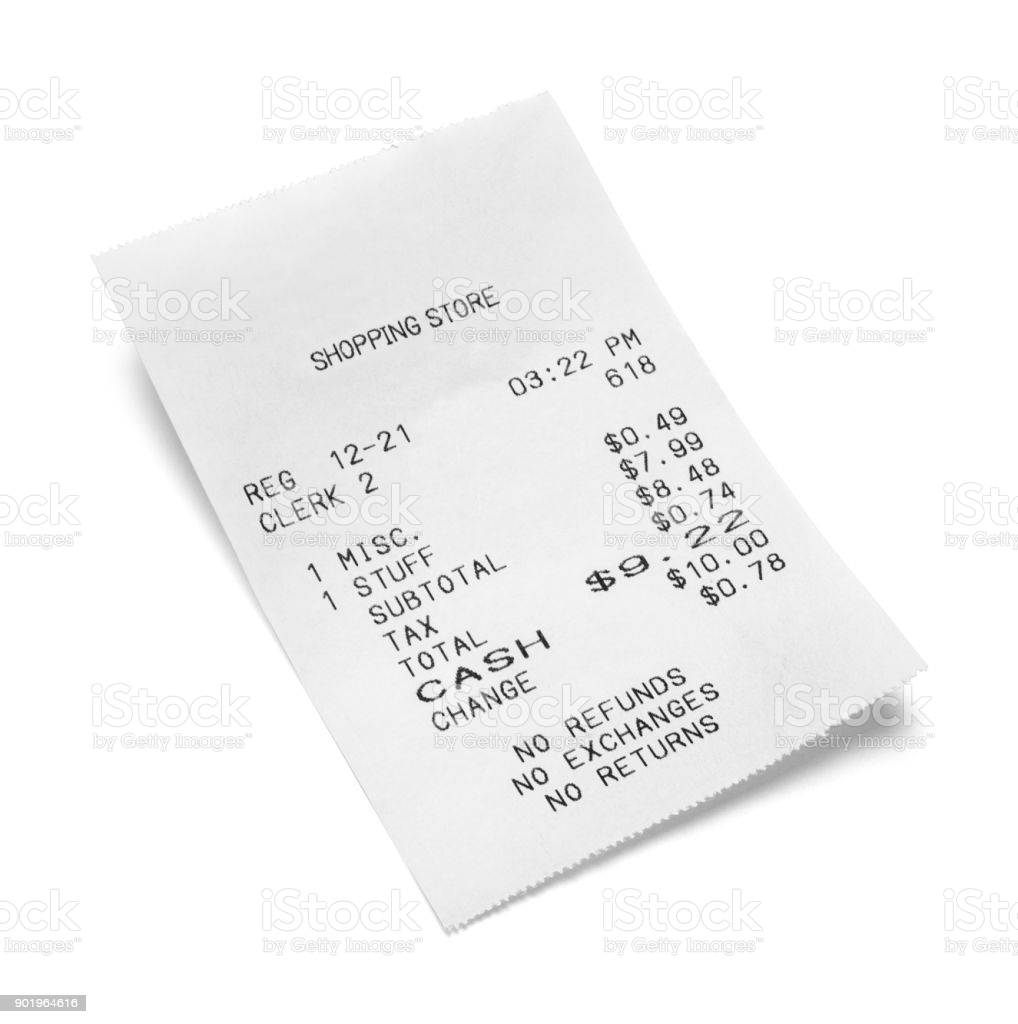 SHOPPING STORE
REG 12-21 03:22 PM
CLERK 2 618
1 MISC. $0.49
1 STUFF $7.99
SUBTOTAL $8.48
TAX $0.74
TOTAL $9.22
CASH $10.00
CHANGE $0.78
NO REFUNDS
NO EXCHANGES
NO RETURNS
iStock
by Getty Images™
901964616